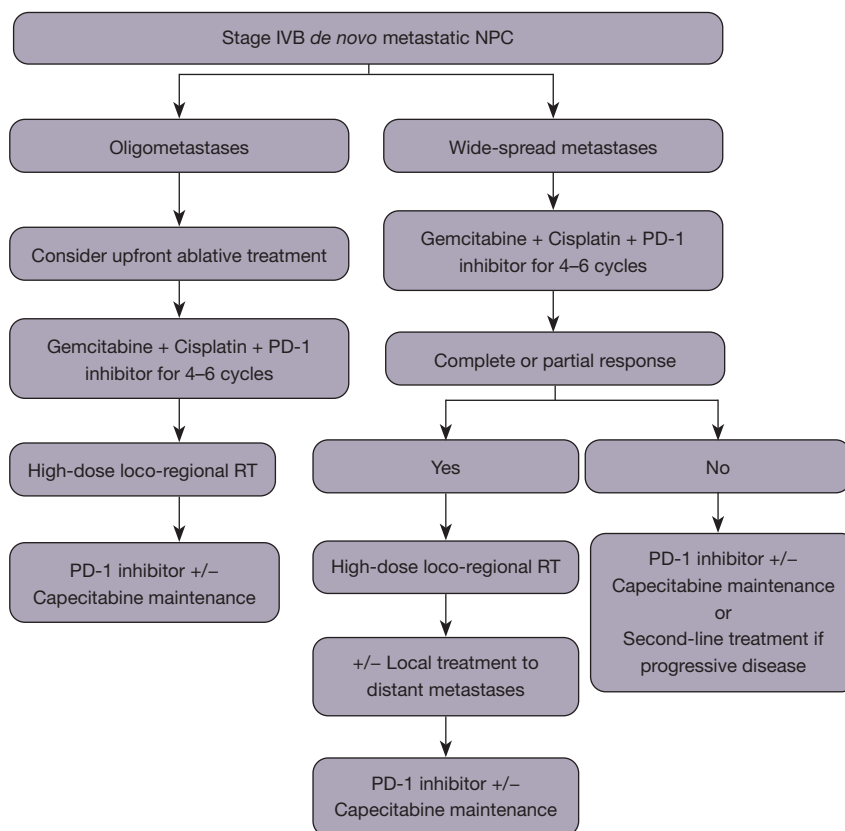 Stage IVB de novo metastatic NPC
Oligometastases
Wide-spread metastases
Consider upfront ablative treatment
Gemcitabine + Cisplatin + PD-1
inhibitor for 4–6 cycles
Gemcitabine + Cisplatin + PD-1
inhibitor for 4–6 cycles
Complete or partial response
High-dose loco-regional RT
Yes
No
PD-1 inhibitor +/–
Capecitabine maintenance
High-dose loco-regional RT
PD-1 inhibitor +/–
Capecitabine maintenance
or
Second-line treatment if
progressive disease
+/– Local treatment to
distant metastases
PD-1 inhibitor +/–
Capecitabine maintenance